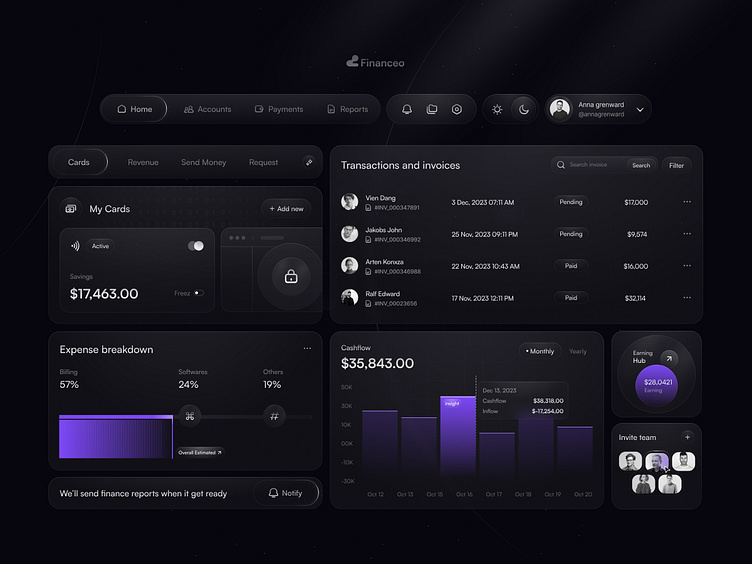 Financeo
Home Accounts Payments Reports
Anna grenward
@annagrenward
Cards Revenue Send Money Request
My Cards
+ Add new
Active
Savings
$17,463.00
Freez
Transactions and invoices
Search invoice Search Filter
Vien Dang
#INV_000347891
3 Dec, 2023 07:11 AM Pending $17,000
Jakobs John
#INV_000346992
25 Nov, 2023 09:11 PM Pending $9,574
Arten Konxza
#INV_000346988
22 Nov, 2023 10:43 AM Paid $16,000
Ralf Edward
#INV_0023656
17 Nov, 2023 12:11 PM Paid $32,114
Expense breakdown
Billing Softwares Others
57% 24% 19%
Overall Estimated
We'll send finance reports when it get ready
Notify
Cashflow
$35,843.00
Monthly Yearly
50K
30K
10K
00K
-10K
-30K
insight
Dec 13, 2023
Cashflow $38,318.00
Inflow $-17,254.00
Oct 12 Oct 13 Oct 15 Oct 16 Oct 18 Oct 19 Oct 20
Earning
Hub
$28,0421
Earning
Invite team
+